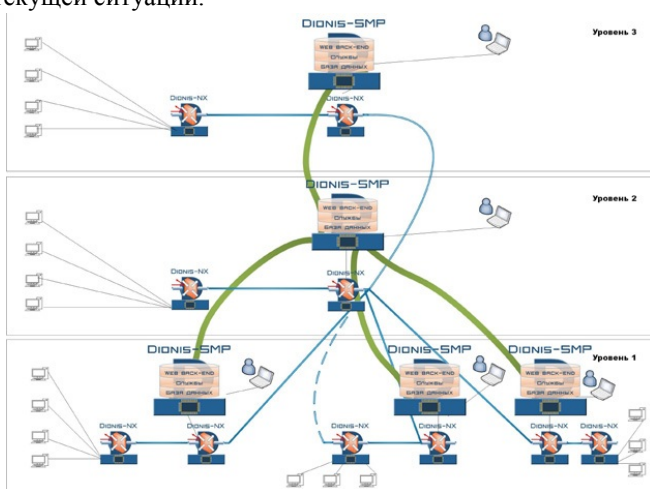 текущей ситуации.
DIONIS-SMP
Уровень 3
WEB BACK-END
Службы
БАЗА ДАННЫХ
DIONIS-NX
DIONIS-NX
DIONIS-SMP
Уровень 2
WEB BACK-END
Службы
БАЗА ДАННЫХ
DIONIS-NX
DIONIS-NX
Уровень 1
DIONIS-SMP
DIONIS-SMP
DIONIS-SMP
WEB BACK-END
Службы
БАЗА ДАННЫХ
WEB BACK-END
Службы
БАЗА ДАННЫХ
WEB BACK-END
Службы
БАЗА ДАННЫХ
DIONIS-NX
DIONIS-NX
DIONIS-NX
DIONIS-NX
DIONIS-NX
DIONIS-NX